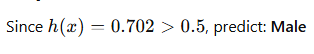 Since h(x) = 0.702 > 0.5, predict: Male